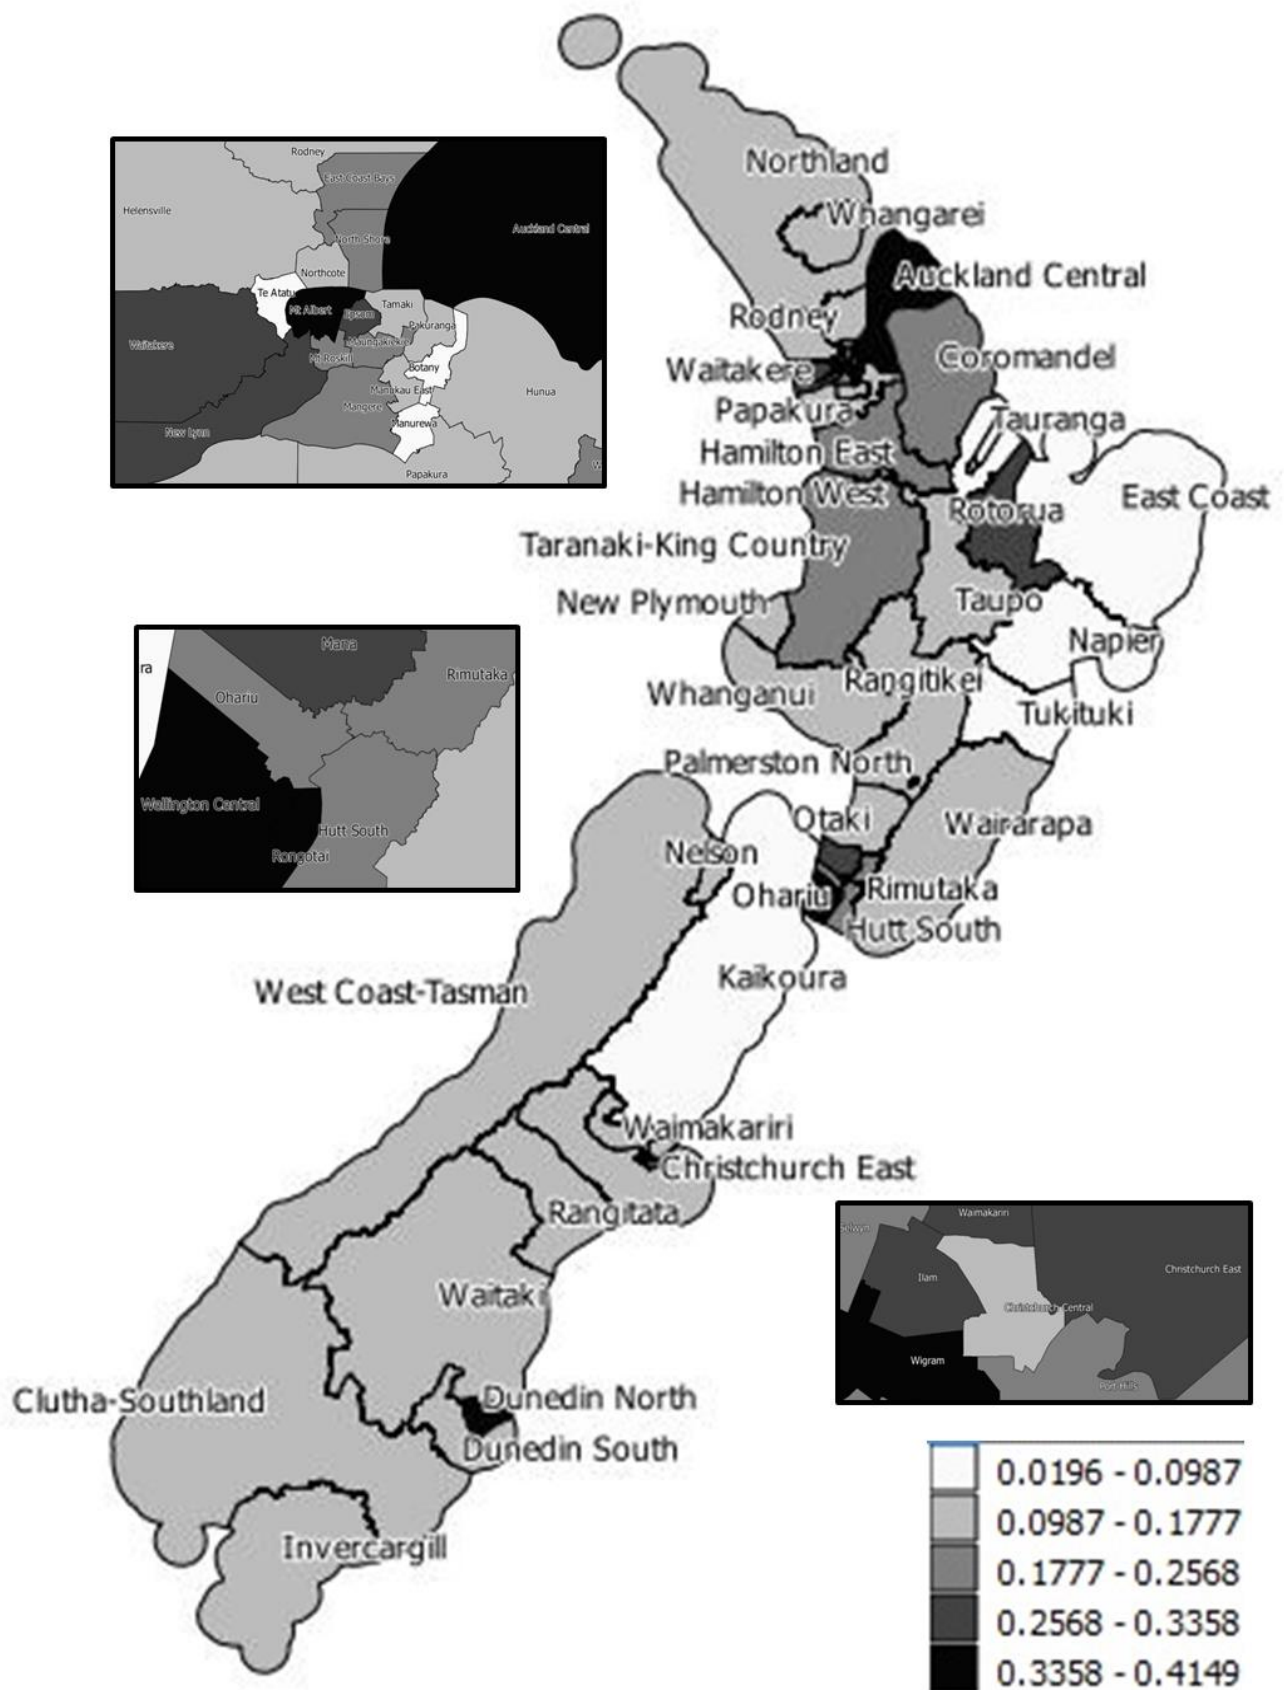 Northland
Whangarei
Auckland Central
Rodney
Waitakere
Coromandel
Papakura
Tauranga
Hamilton East
Hamilton West
East Coast
Rotorua
Taranaki-King Country
New Plymouth
Taupo
Napier
Whanganui
Rangitikei
Tukituki
Palmerston North
Otaki
Wairarapa
Nelson
Ohariu
Rimutaka
Hutt South
Kaikoura
West Coast-Tasman
Waimakariri
Christchurch East
Rangitata
Waitaki
Clutha-Southland
Dunedin North
Dunedin South
Invercargill
Rodney
East Coast Bays
Helensville
Auckland Central
North Shore
Northcote
Te Atatu
Mt Albert
Epsom
Tamaki
Pakuranga
Waitakere
Maungakiekie
Mt Roskill
Botany
Manukau East
Hunua
Mangere
Manurewa
New Lynn
W
Papakura
Mana
ra
Rimutaka
Ohariu
Wellington Central
Hutt South
Rongotai
Waimakariri
Selwyn
Ilam
Christchurch East
Christchurch Central
Wigram
Port Hills
0.0196 - 0.0987
0.0987 - 0.1777
0.1777 - 0.2568
0.2568 - 0.3358
0.3358 - 0.4149